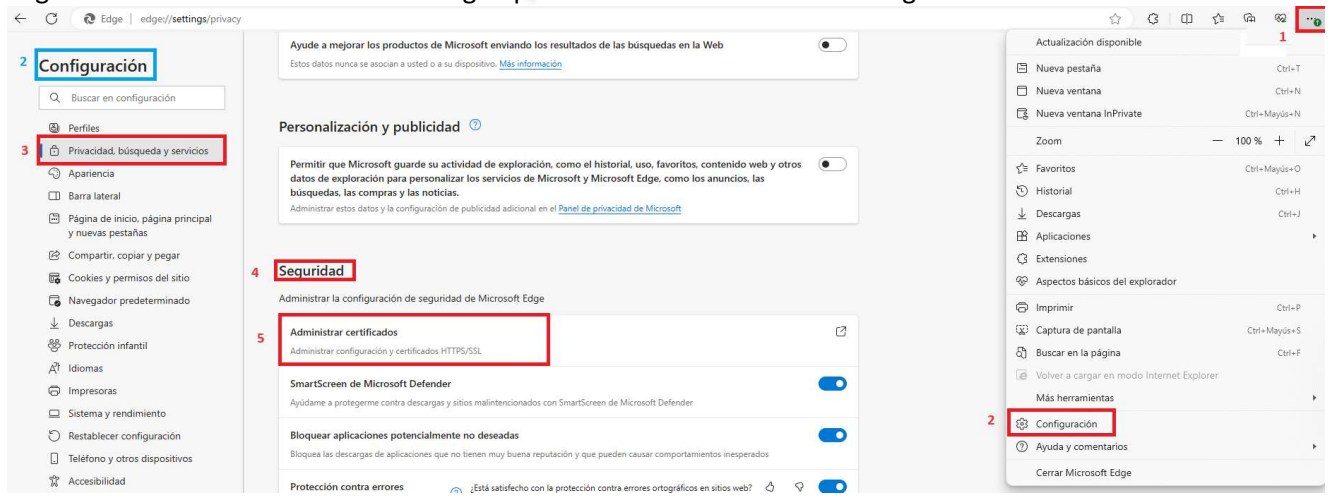 Edge | edge://settings/privacy
1
Actualización disponible
Nueva pestaña Ctrl+T
Nueva ventana Ctrl+N
Nueva ventana InPrivate Ctrl+Mayús+N
Zoom — 100 % +
Favoritos Ctrl+Mayús+O
Historial Ctrl+H
Descargas Ctrl+J
Aplicaciones
Extensiones
Aspectos básicos del explorador
Imprimir Ctrl+P
Captura de pantalla Ctrl+Mayús+S
Buscar en la página Ctrl+F
Volver a cargar en modo Internet Explorer
Más herramientas
2 Configuración
Ayuda y comentarios
Cerrar Microsoft Edge
2 Configuración
Buscar en configuración
Perfiles
3 Privacidad, búsqueda y servicios
Apariencia
Barra lateral
Página de inicio, página principal
y nuevas pestañas
Compartir, copiar y pegar
Cookies y permisos del sitio
Navegador predeterminado
Descargas
Protección infantil
Idiomas
Impresoras
Sistema y rendimiento
Restablecer configuración
Teléfono y otros dispositivos
Accesibilidad
Ayude a mejorar los productos de Microsoft enviando los resultados de las búsquedas en la Web
Estos datos nunca se asocian a usted o a su dispositivo. Más información
Personalización y publicidad
Permitir que Microsoft guarde su actividad de exploración, como el historial, uso, favoritos, contenido web y otros
datos de exploración para personalizar los servicios de Microsoft y Microsoft Edge, como los anuncios, las
búsquedas, las compras y las noticias.
Administrar estos datos y la configuración de publicidad adicional en el Panel de privacidad de Microsoft
4 Seguridad
Administrar la configuración de seguridad de Microsoft Edge
5 Administrar certificados
Administrar configuración y certificados HTTPS/SSL
SmartScreen de Microsoft Defender
Ayúdame a protegerme contra descargas y sitios malintencionados con SmartScreen de Microsoft Defender
Bloquear aplicaciones potencialmente no deseadas
Bloquea las descargas de aplicaciones que no tienen muy buena reputación y que pueden causar comportamientos inesperados
Protección contra errores ¿Está satisfecho con la protección contra errores ortográficos en sitios web?